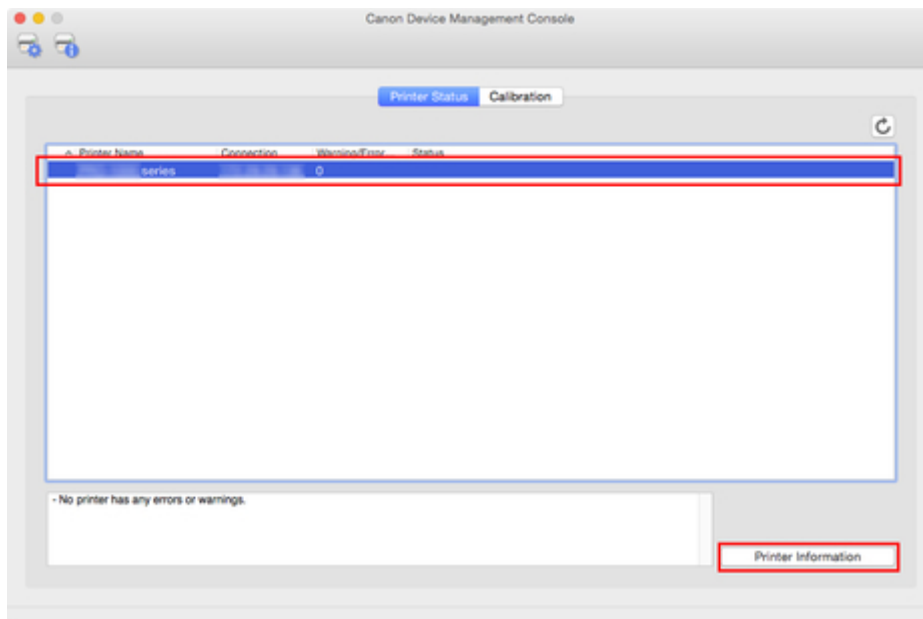 Canon Device Management Console
Printer Status Calibration
Printer Name Connection Warning/Error... Status
series 0
- No printer has any errors or warnings.
Printer Information